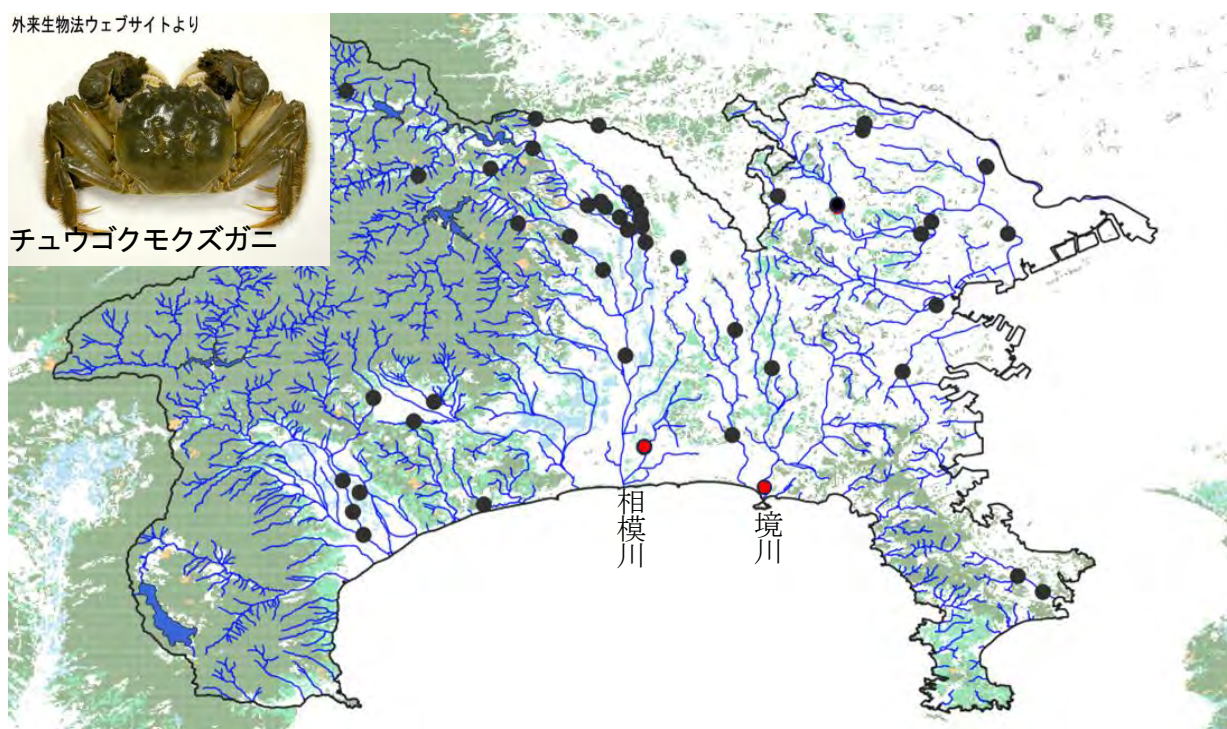 外来生物法ウェブサイトより
チュウゴクモクズガニ
相模川
境川